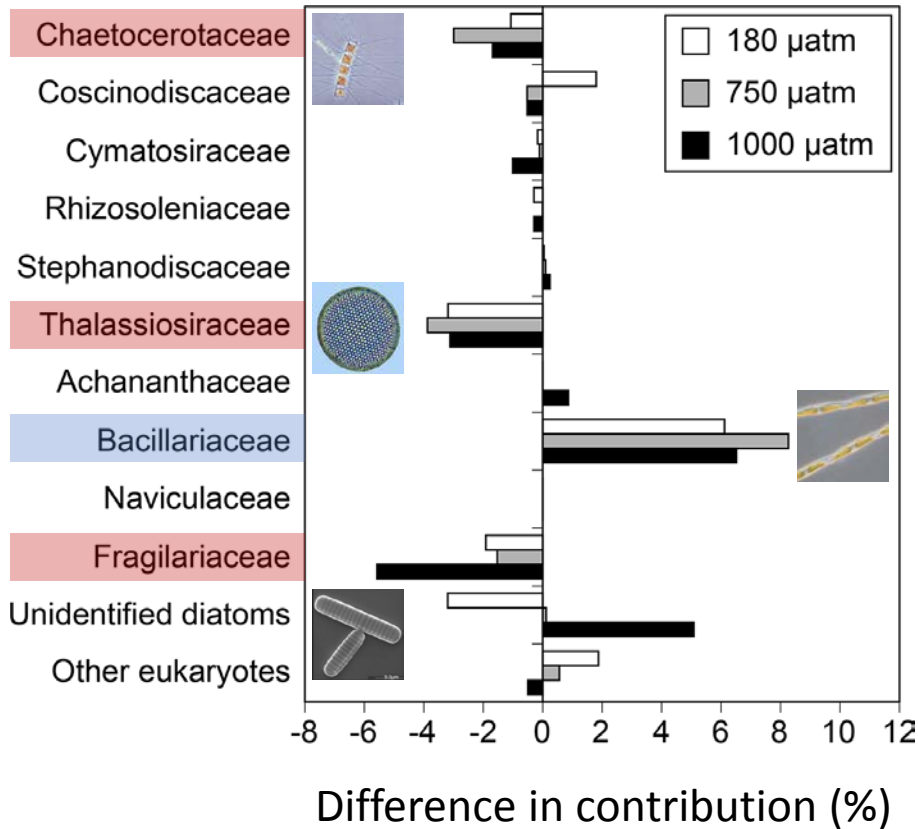 Chaetocerotaceae
Coscinodiscaceae
Cymatosiraceae
Rhizosoleniaceae
Stephanodiscaceae
Thalassiosiraceae
Achananthaceae
Bacillariaceae
Naviculaceae
Fragilariaceae
Unidentified diatoms
Other eukaryotes
180 µatm
750 µatm
1000 µatm
-8 -6 -4 -2 0 2 4 6 8 10 12
Difference in contribution (%)